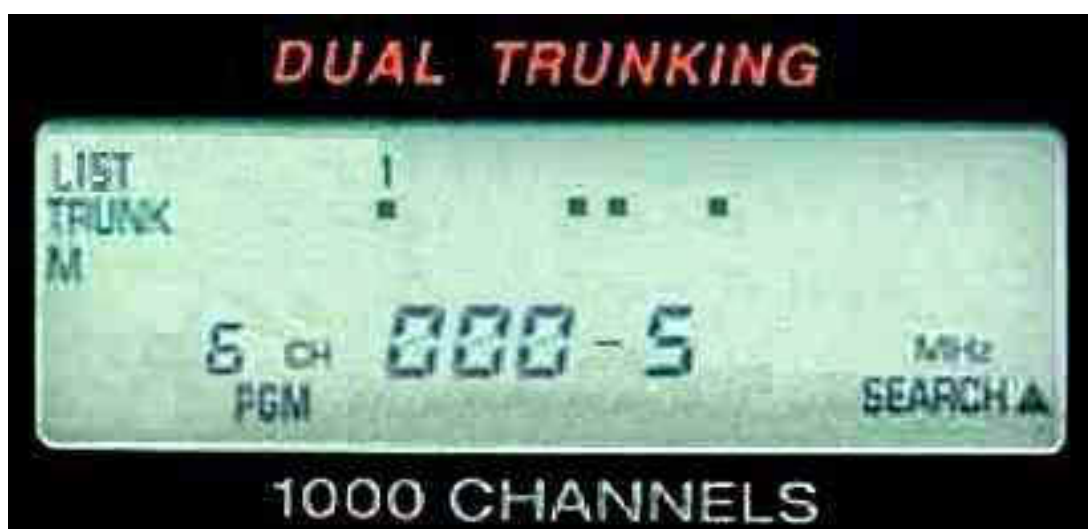 DUAL TRUNKING
LIST 1
TRUNK
M
6 CH 000-5 MHz
PGM SEARCH▲
1000 CHANNELS